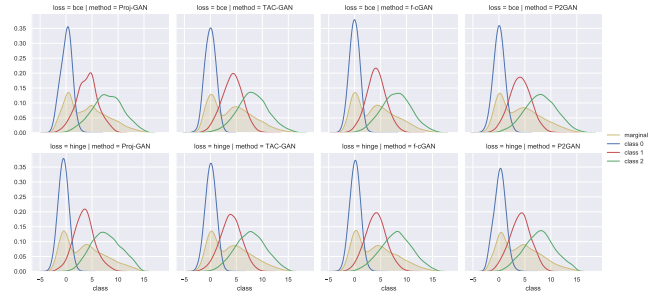 loss = bce | method = Proj-GAN
loss = bce | method = TAC-GAN
loss = bce | method = f-cGAN
loss = bce | method = P2GAN
0.35
0.30
0.25
0.20
0.15
0.10
0.05
0.00
marginal
class 0
class 1
class 2
loss = hinge | method = Proj-GAN
loss = hinge | method = TAC-GAN
loss = hinge | method = f-cGAN
loss = hinge | method = P2GAN
0.35
0.30
0.25
0.20
0.15
0.10
0.05
0.00
−5 0 5 10 15
−5 0 5 10 15
−5 0 5 10 15
−5 0 5 10 15
class
class
class
class